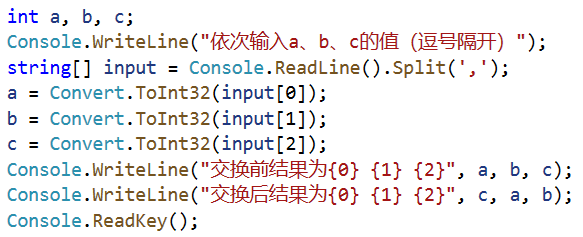 int a, b, c;
Console.WriteLine("依次输入a、b、c的值（逗号隔开）");
string[] input = Console.ReadLine().Split(',');
a = Convert.ToInt32(input[0]);
b = Convert.ToInt32(input[1]);
c = Convert.ToInt32(input[2]);
Console.WriteLine("交换前结果为{0} {1} {2}", a, b, c);
Console.WriteLine("交换后结果为{0} {1} {2}", c, a, b);
Console.ReadKey();